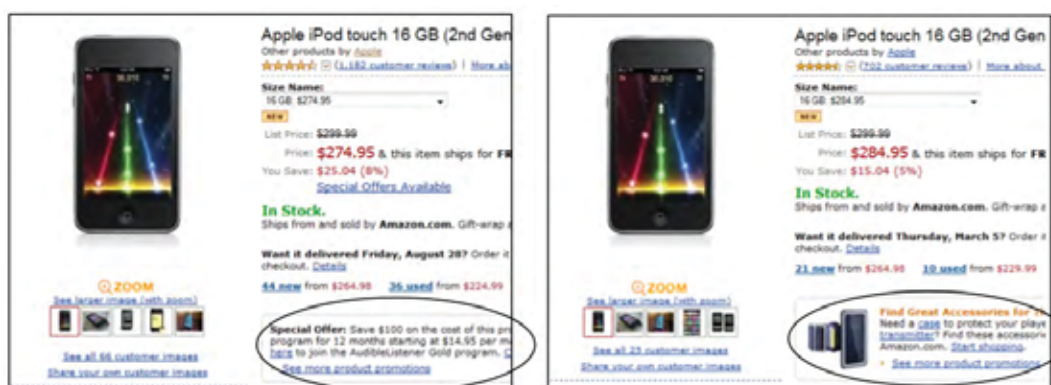 Apple iPod touch 16 GB (2nd Gen
Other products by Apple
(1,182 customer reviews) | More ab
Size Name:
16 GB: $274.95
NEW
List Price: $299.99
Price: $274.95 & this item ships for FR
You Save: $25.04 (8%)
Special Offers Available
In Stock.
Ships from and sold by Amazon.com. Gift-wrap a
Want it delivered Friday, August 28? Order it
checkout. Details
44 new from $264.98 36 used from $224.99
ZOOM
See larger image (with zoom)
See all 66 customer images
Share your own customer images
Special Offer: Save $100 on the cost of this pro
program for 12 months starting at $14.95 per m
here to join the AudibleListener Gold program. C
See more product promotions
Apple iPod touch 16 GB (2nd Gen
Other products by Apple
(702 customer reviews) | More about
Size Name:
16 GB: $284.95
NEW
List Price: $299.99
Price: $284.95 & this item ships for FR
You Save: $15.04 (5%)
In Stock.
Ships from and sold by Amazon.com. Gift-wrap a
Want it delivered Thursday, March 5? Order it
checkout. Details
21 new from $264.98 10 used from $229.99
ZOOM
See larger image (with zoom)
See all 25 customer images
Share your own customer images
Find Great Accessories for
Need a case to protect your playe
transmitter? Find these accessorie
Amazon.com. Start shopping.
See more product promotions